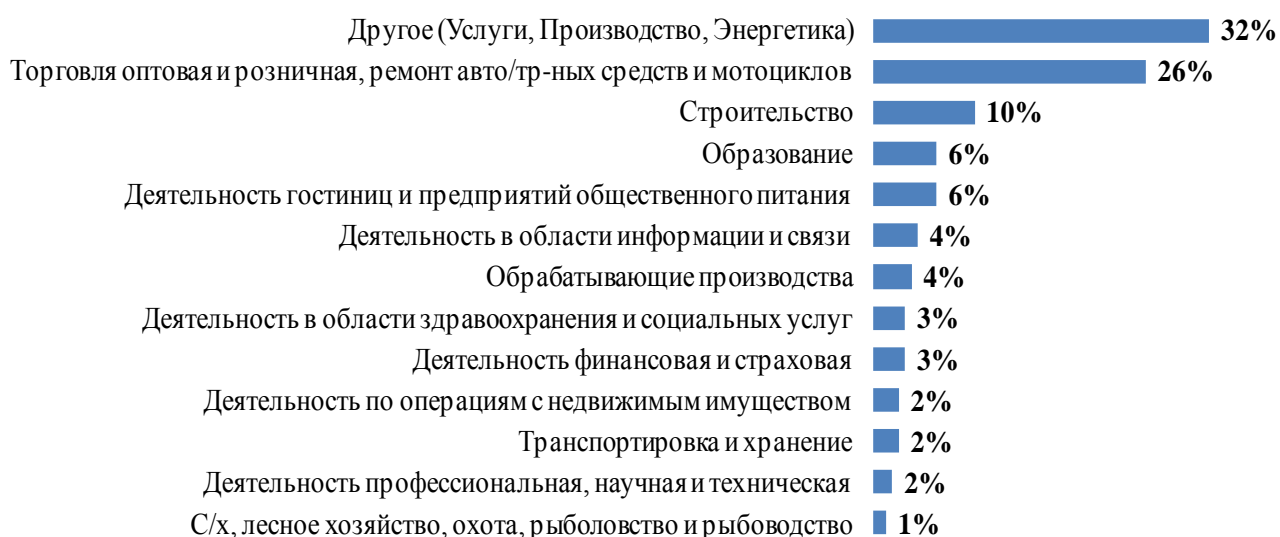 Другое (Услуги, Производство, Энергетика) 32%
Торговля оптовая и розничная, ремонт авто/тр-ных средств и мотоциклов 26%
Строительство 10%
Образование 6%
Деятельность гостиниц и предприятий общественного питания 6%
Деятельность в области информации и связи 4%
Обрабатывающие производства 4%
Деятельность в области здравоохранения и социальных услуг 3%
Деятельность финансовая и страховая 3%
Деятельность по операциям с недвижимым имуществом 2%
Транспортировка и хранение 2%
Деятельность профессиональная, научная и техническая 2%
С/х, лесное хозяйство, охота, рыболовство и рыбоводство 1%